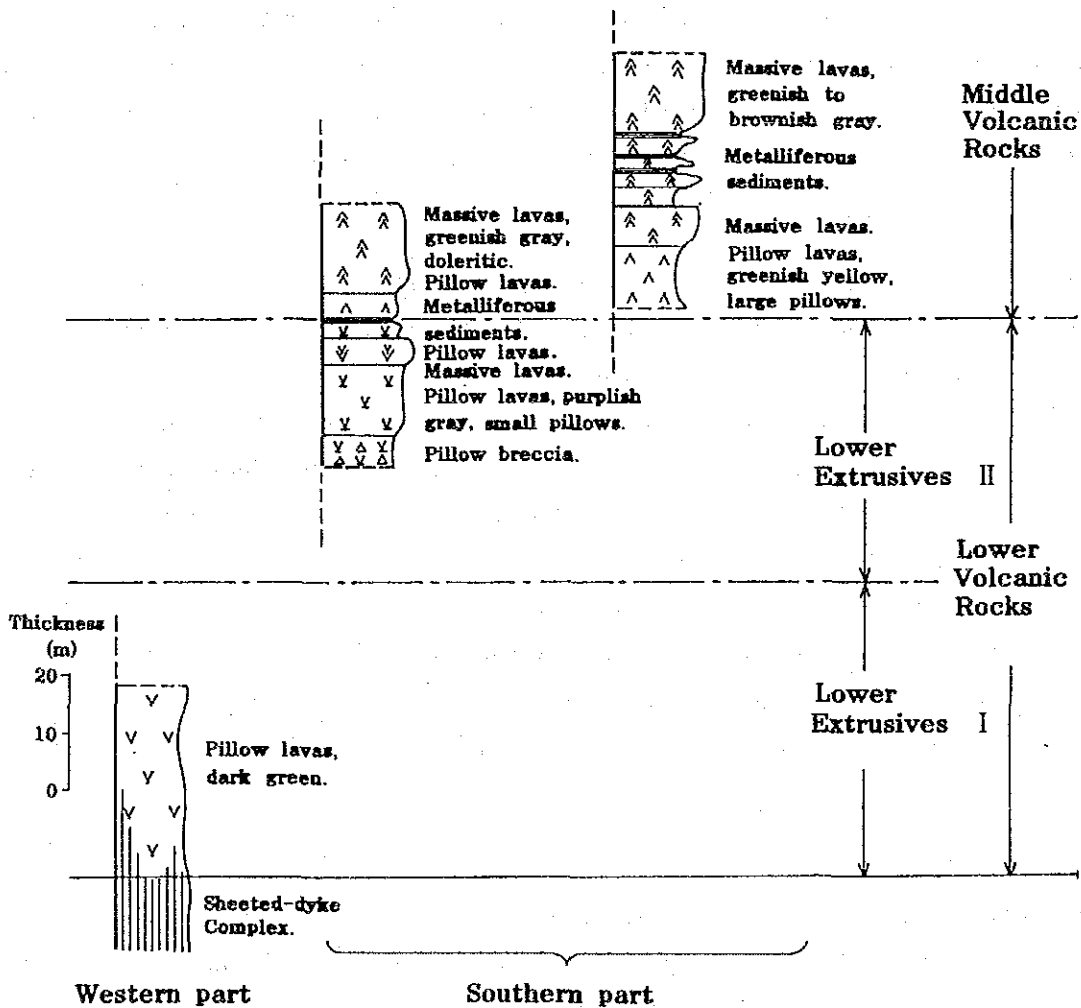 Massive lavas,
greenish to
brownish gray.
Metalliferous
sediments.
Massive lavas.
Pillow lavas,
greenish yellow,
large pillows.
Middle
Volcanic
Rocks
Massive lavas,
greenish gray,
doleritic.
Pillow lavas.
Metalliferous
sediments.
Pillow lavas.
Massive lavas.
Pillow lavas, purplish
gray, small pillows.
Pillow breccia.
Lower
Extrusives II
Lower
Volcanic
Rocks
Lower
Extrusives I
Thickness
(m)
20
10
0
Pillow lavas,
dark green.
Sheeted-dyke
Complex.
Western part
Southern part